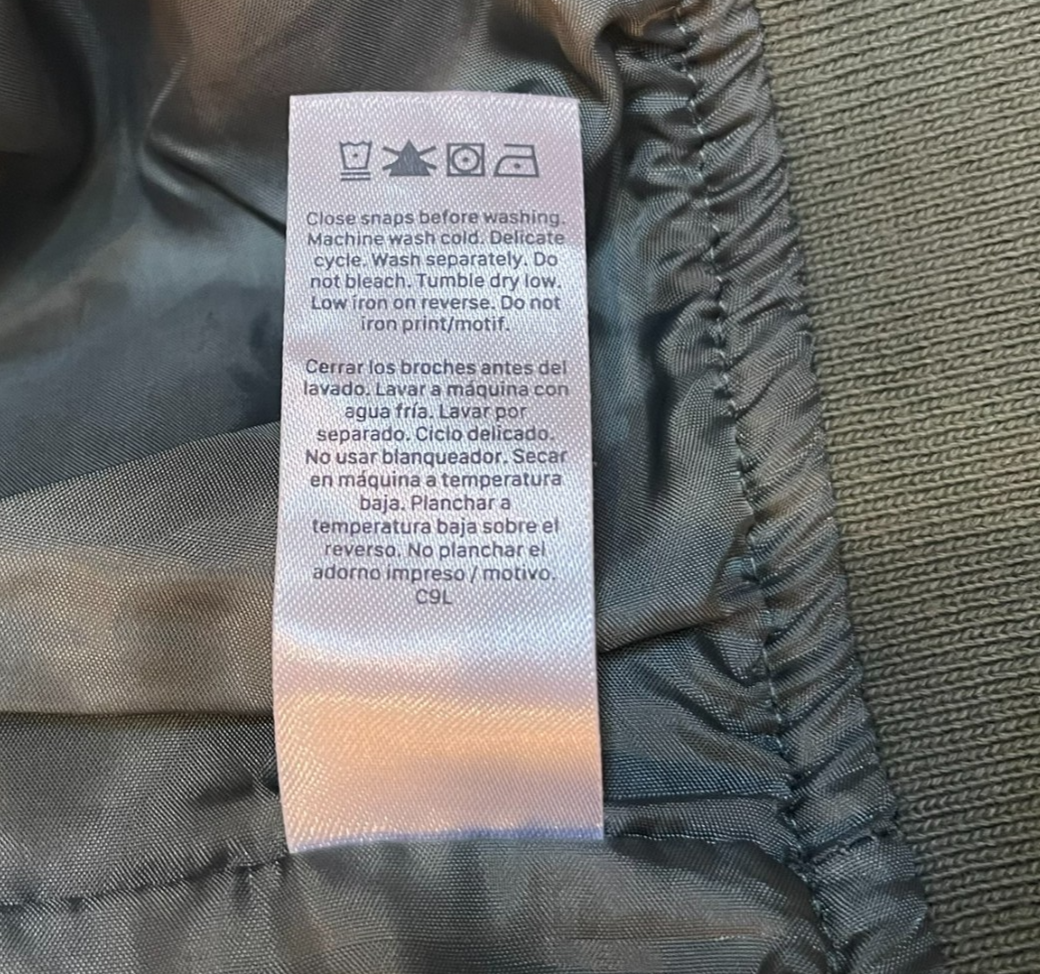 Close snaps before washing.
Machine wash cold. Delicate
cycle. Wash separately. Do
not bleach. Tumble dry low.
Low iron on reverse. Do not
iron print/motif.
Cerrar los broches antes del
lavado. Lavar a máquina con
agua fría. Lavar por
separado. Ciclo delicado.
No usar blanqueador. Secar
en máquina a temperatura
baja. Planchar a
temperatura baja sobre el
reverso. No planchar el
adorno impreso / motivo.
C9L